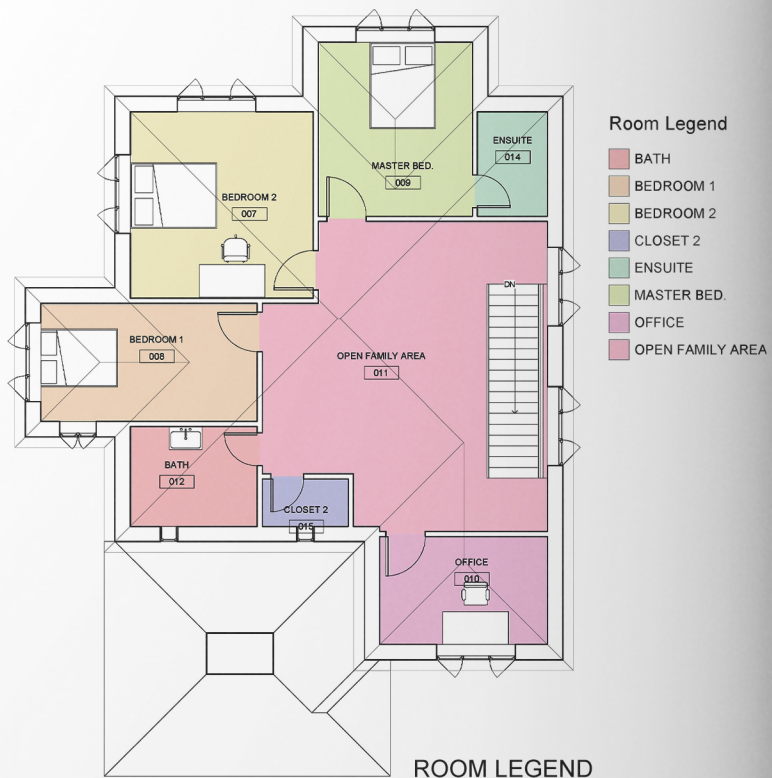 ENSUITE
014
MASTER BED.
009
BEDROOM 2
007
DN
BEDROOM 1
008
OPEN FAMILY AREA
011
BATH
012
CLOSET 2
015
OFFICE
010
Room Legend
BATH
BEDROOM 1
BEDROOM 2
CLOSET 2
ENSUITE
MASTER BED.
OFFICE
OPEN FAMILY AREA
ROOM LEGEND